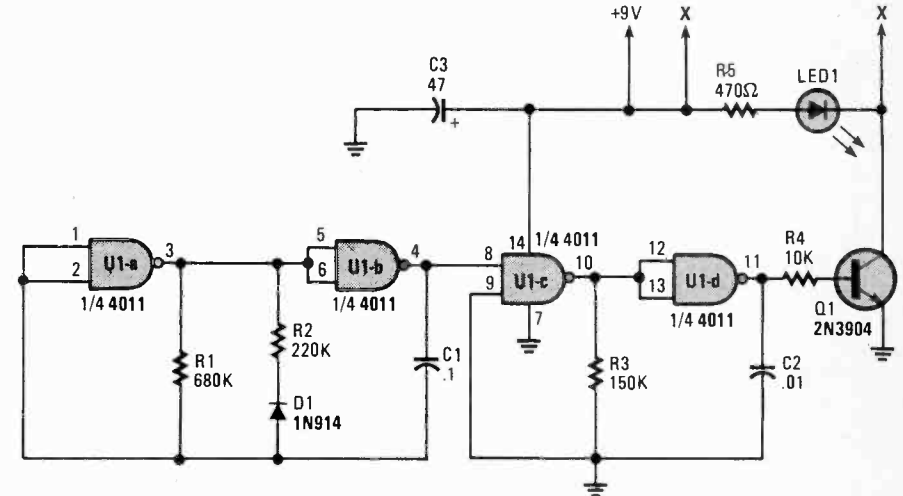 +9V
X
X
C3
47
+
R5
470Ω
LED1
1
2
3
U1-a
1/4 4011
5
6
4
U1-b
1/4 4011
8
9
14
1/4 4011
10
U1-c
7
12
13
11
U1-d
1/4 4011
R4
10K
Q1
2N3904
R1
680K
R2
220K
D1
1N914
C1
.1
R3
150K
C2
.01